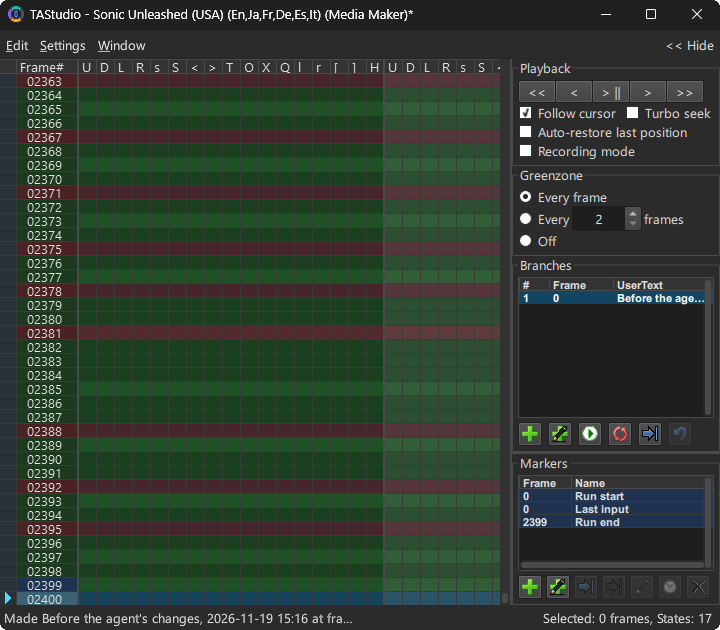 TAStudio - Sonic Unleashed (USA) (En,Ja,Fr,De,Es,It) (Media Maker)*
Edit Settings Window << Hide
Frame# U D L R s S < > T O X Q l r [ ] H U D L R s S <
02363
02364
02365
02366
02367
02368
02369
02370
02371
02372
02373
02374
02375
02376
02377
02378
02379
02380
02381
02382
02383
02384
02385
02386
02387
02388
02389
02390
02391
02392
02393
02394
02395
02396
02397
02398
02399
02400
Playback
<< < > || > >>
Follow cursor Turbo seek
Auto-restore last position
Recording mode
Greenzone
Every frame
Every 2 frames
Off
Branches
# Frame UserText
1 0 Before the age...
Markers
Frame Name
0 Run start
0 Last input
2399 Run end
Made Before the agent's changes, 2026-11-19 15:16 at fra... Selected: 0 frames, States: 17